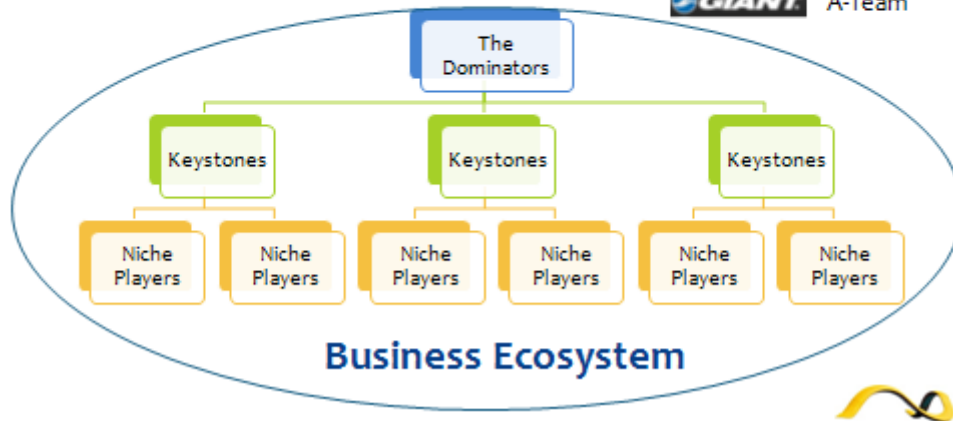 GIANT.
A-Team
The
Dominators
Keystones
Keystones
Keystones
Niche
Players
Niche
Players
Niche
Players
Niche
Players
Niche
Players
Niche
Players
Business Ecosystem